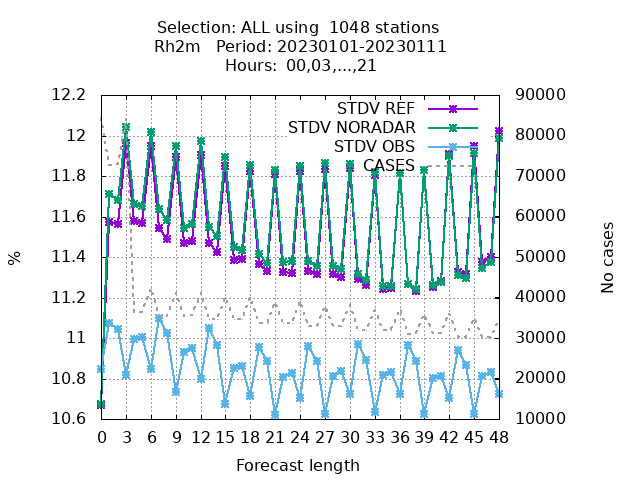 Selection: ALL using  1048 stations
Rh2m   Period: 20230101-20230111
Hours:  00,03,...,21
12.2
12
11.8
11.6
11.4
11.2
11
10.8
10.6
%
STDV REF
STDV NORADAR
STDV OBS
CASES
90000
80000
70000
60000
50000
40000
30000
20000
10000
No cases
0 3 6 9 12 15 18 21 24 27 30 33 36 39 42 45 48
Forecast length